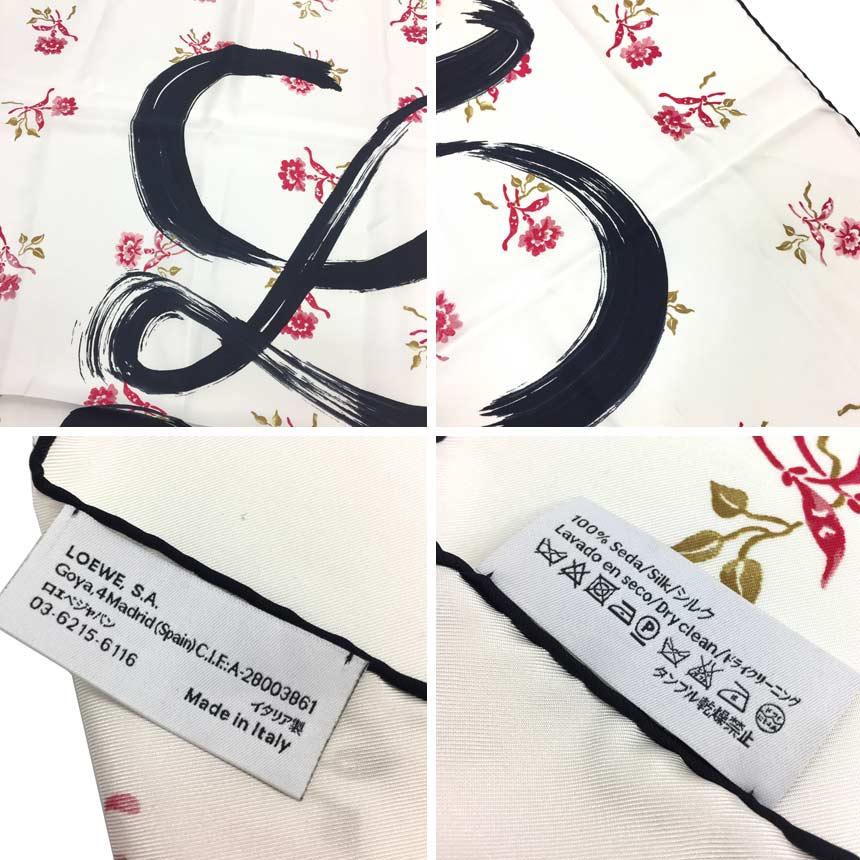 LOEWE, S.A.
Goya, 4 Madrid (Spain) C.I.F.: A-28003861
ロエベジャパン
03-6215-6116
イタリア製
Made in Italy
100% Seda/Silk/シルク
Lavado en seco/Dry clean/ドライクリーニング
P
タンブル乾燥禁止